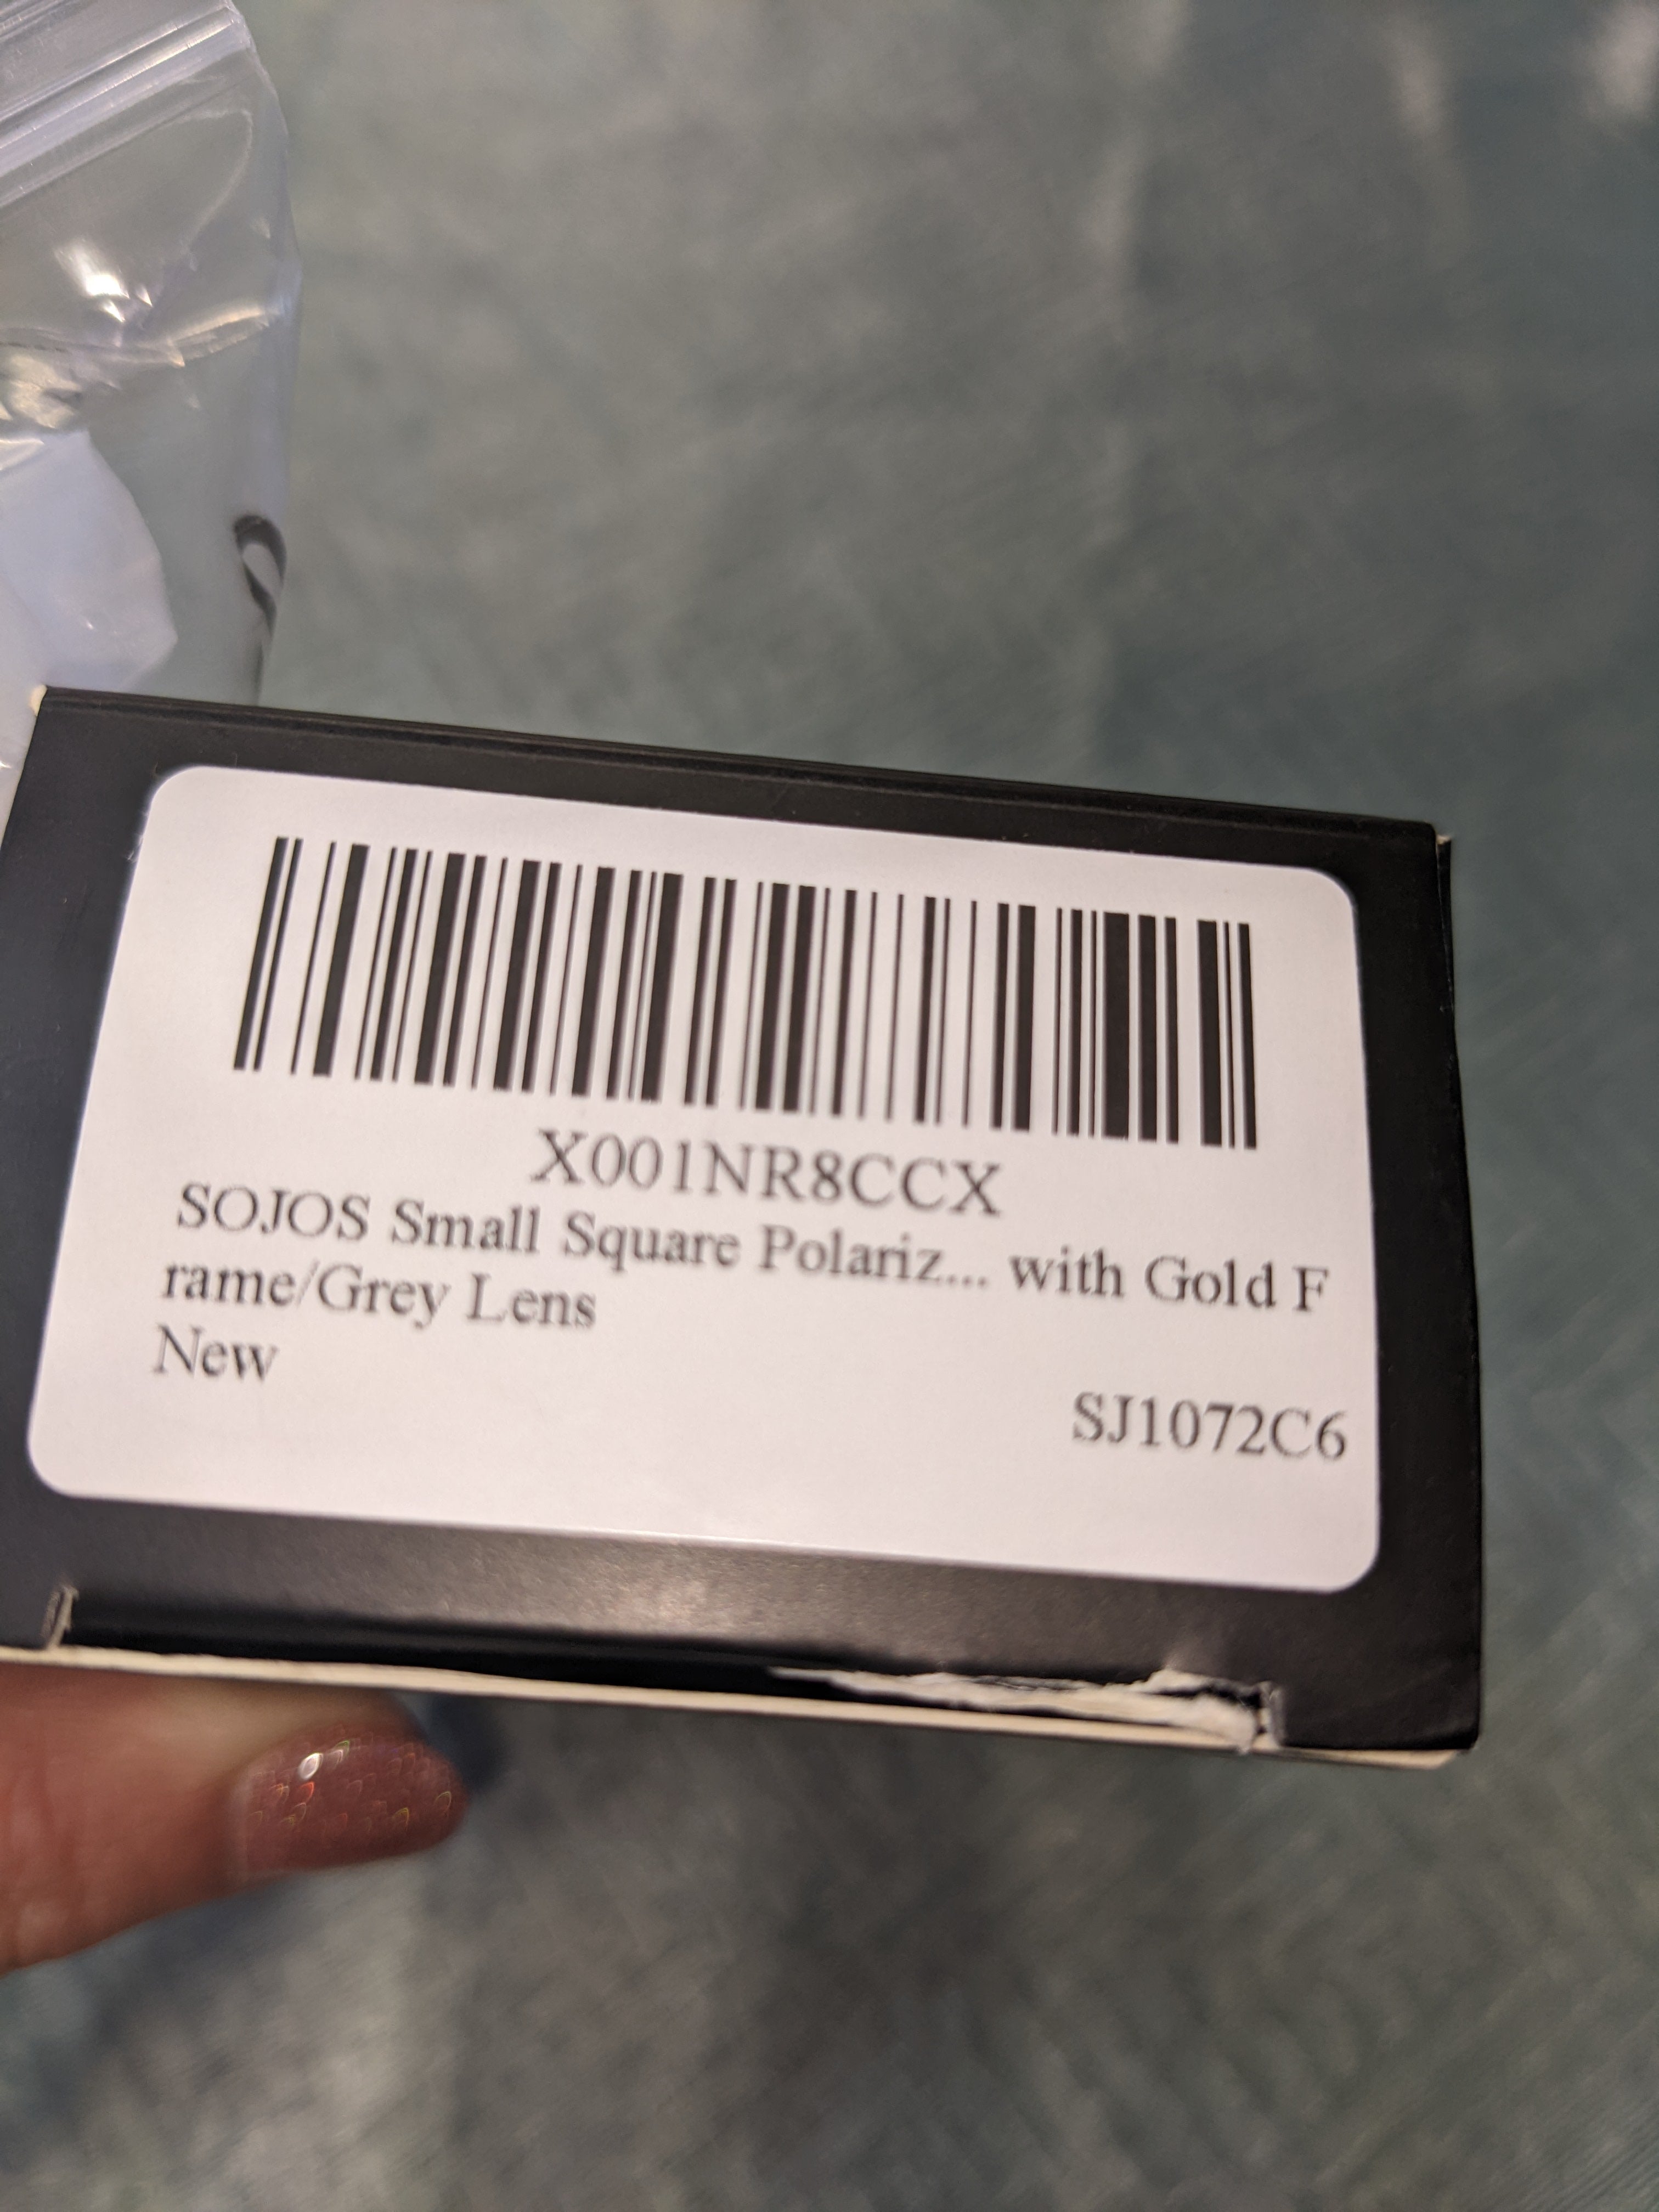 X001NR8CCX
SOJOS Small Square Polariz... with Gold F
rame/Grey Lens
New
SJ1072C6